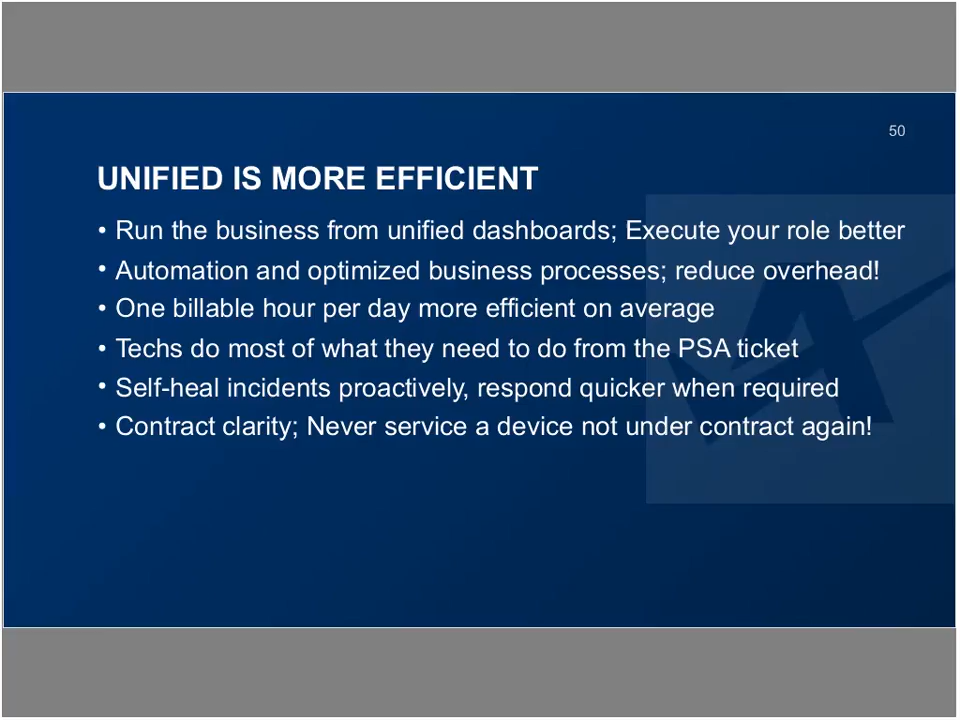 50
UNIFIED IS MORE EFFICIENT
• Run the business from unified dashboards; Execute your role better
• Automation and optimized business processes; reduce overhead!
• One billable hour per day more efficient on average
• Techs do most of what they need to do from the PSA ticket
• Self-heal incidents proactively, respond quicker when required
• Contract clarity; Never service a device not under contract again!